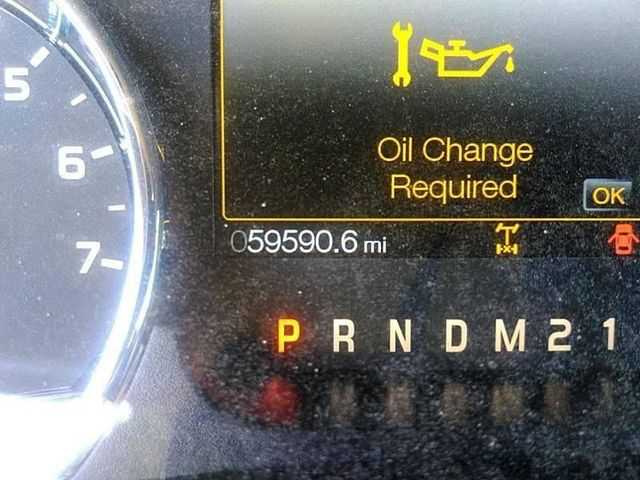 5
6
7
Oil Change
Required
OK
059590.6 mi
P R N D M 2 1